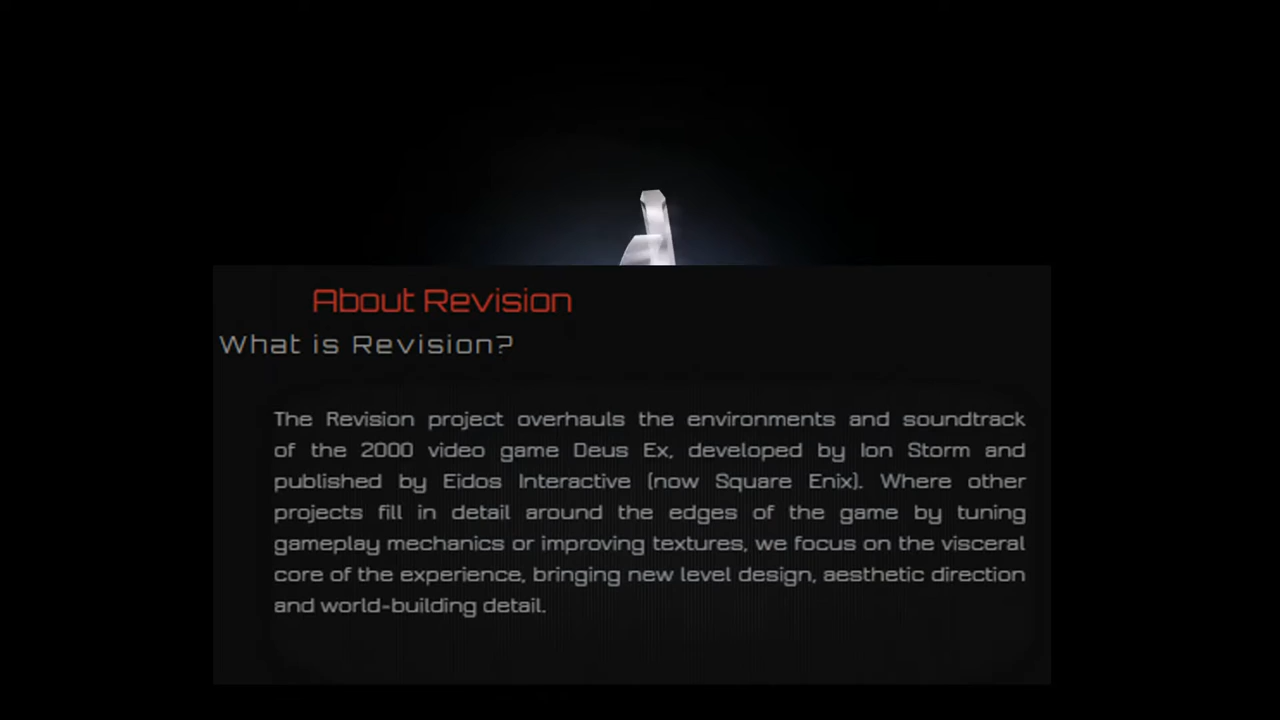 About Revision
What is Revision?
The Revision project overhauls the environments and soundtrack
of the 2000 video game Deus Ex, developed by Ion Storm and
published by Eidos Interactive (now Square Enix). Where other
projects fill in detail around the edges of the game by tuning
gameplay mechanics or improving textures, we focus on the visceral
core of the experience, bringing new level design, aesthetic direction
and world-building detail.